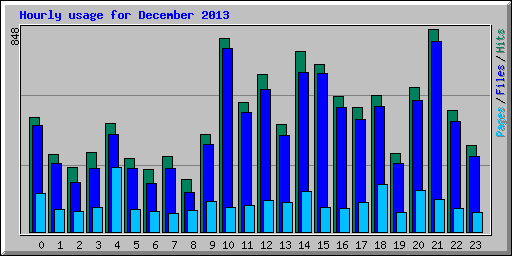 Hourly usage for December 2013
848
Pages/Files/Hits
0 1 2 3 4 5 6 7 8 9 10 11 12 13 14 15 16 17 18 19 20 21 22 23